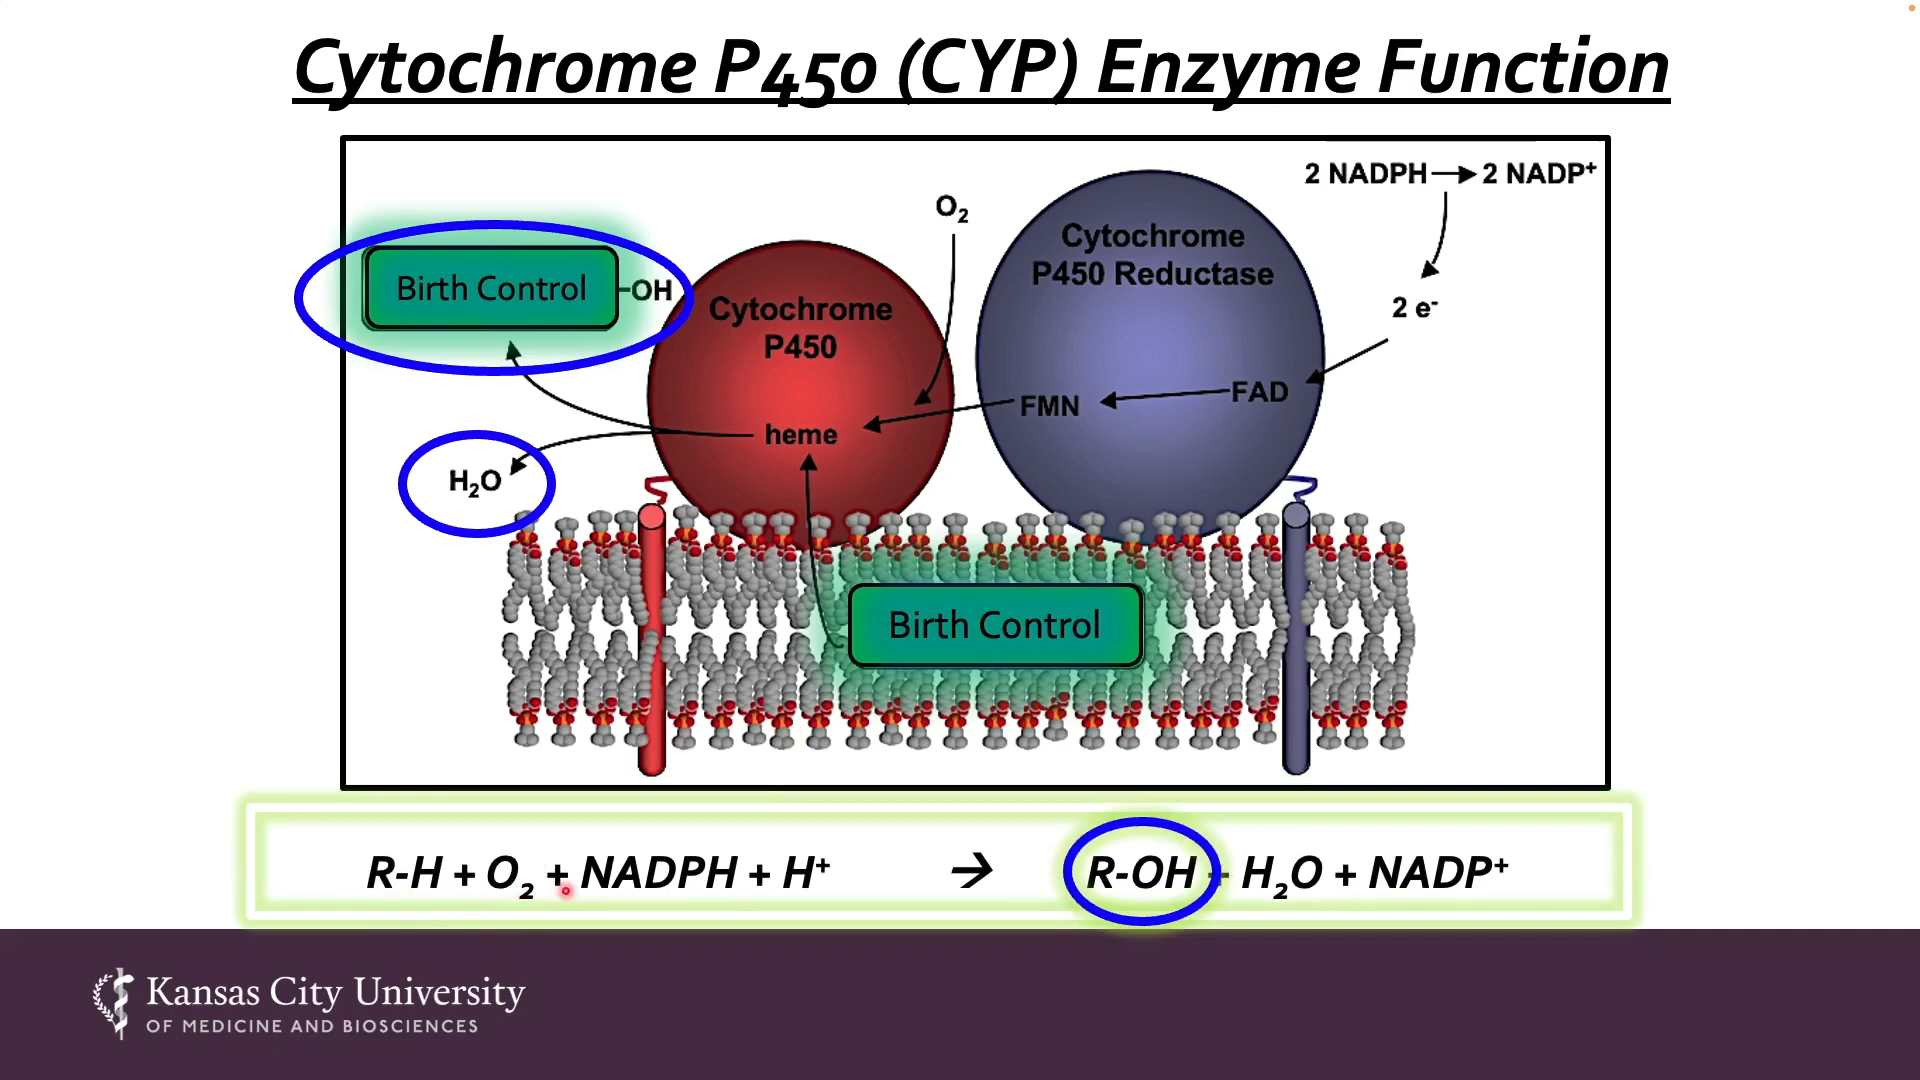 Cytochrome P450 (CYP) Enzyme Function
2 NADPH → 2 NADP⁺
O₂
Cytochrome
P450 Reductase
Birth Control
-OH
Cytochrome
P450
2 e⁻
FAD
FMN
heme
H₂O
Birth Control
R-H + O₂ + NADPH + H⁺ → R-OH + H₂O + NADP⁺
Kansas City University
OF MEDICINE AND BIOSCIENCES